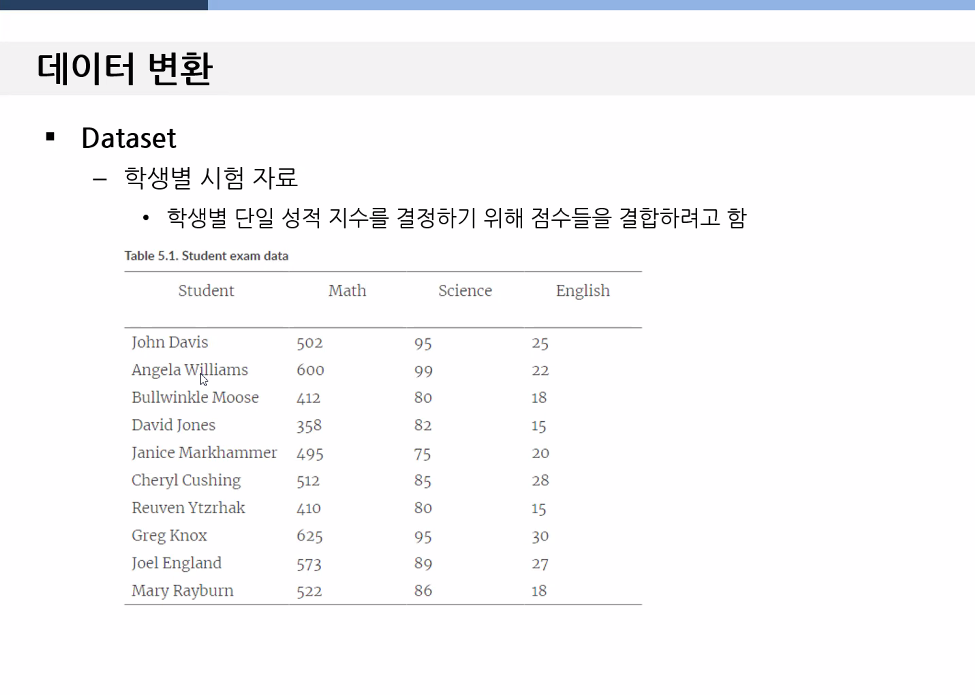 데이터 변환
▪ Dataset
– 학생별 시험 자료
• 학생별 단일 성적 지수를 결정하기 위해 점수들을 결합하려고 함
Table 5.1. Student exam data
Student Math Science English
John Davis 502 95 25
Angela Williams 600 99 22
Bullwinkle Moose 412 80 18
David Jones 358 82 15
Janice Markhammer 495 75 20
Cheryl Cushing 512 85 28
Reuven Ytzrhak 410 80 15
Greg Knox 625 95 30
Joel England 573 89 27
Mary Rayburn 522 86 18